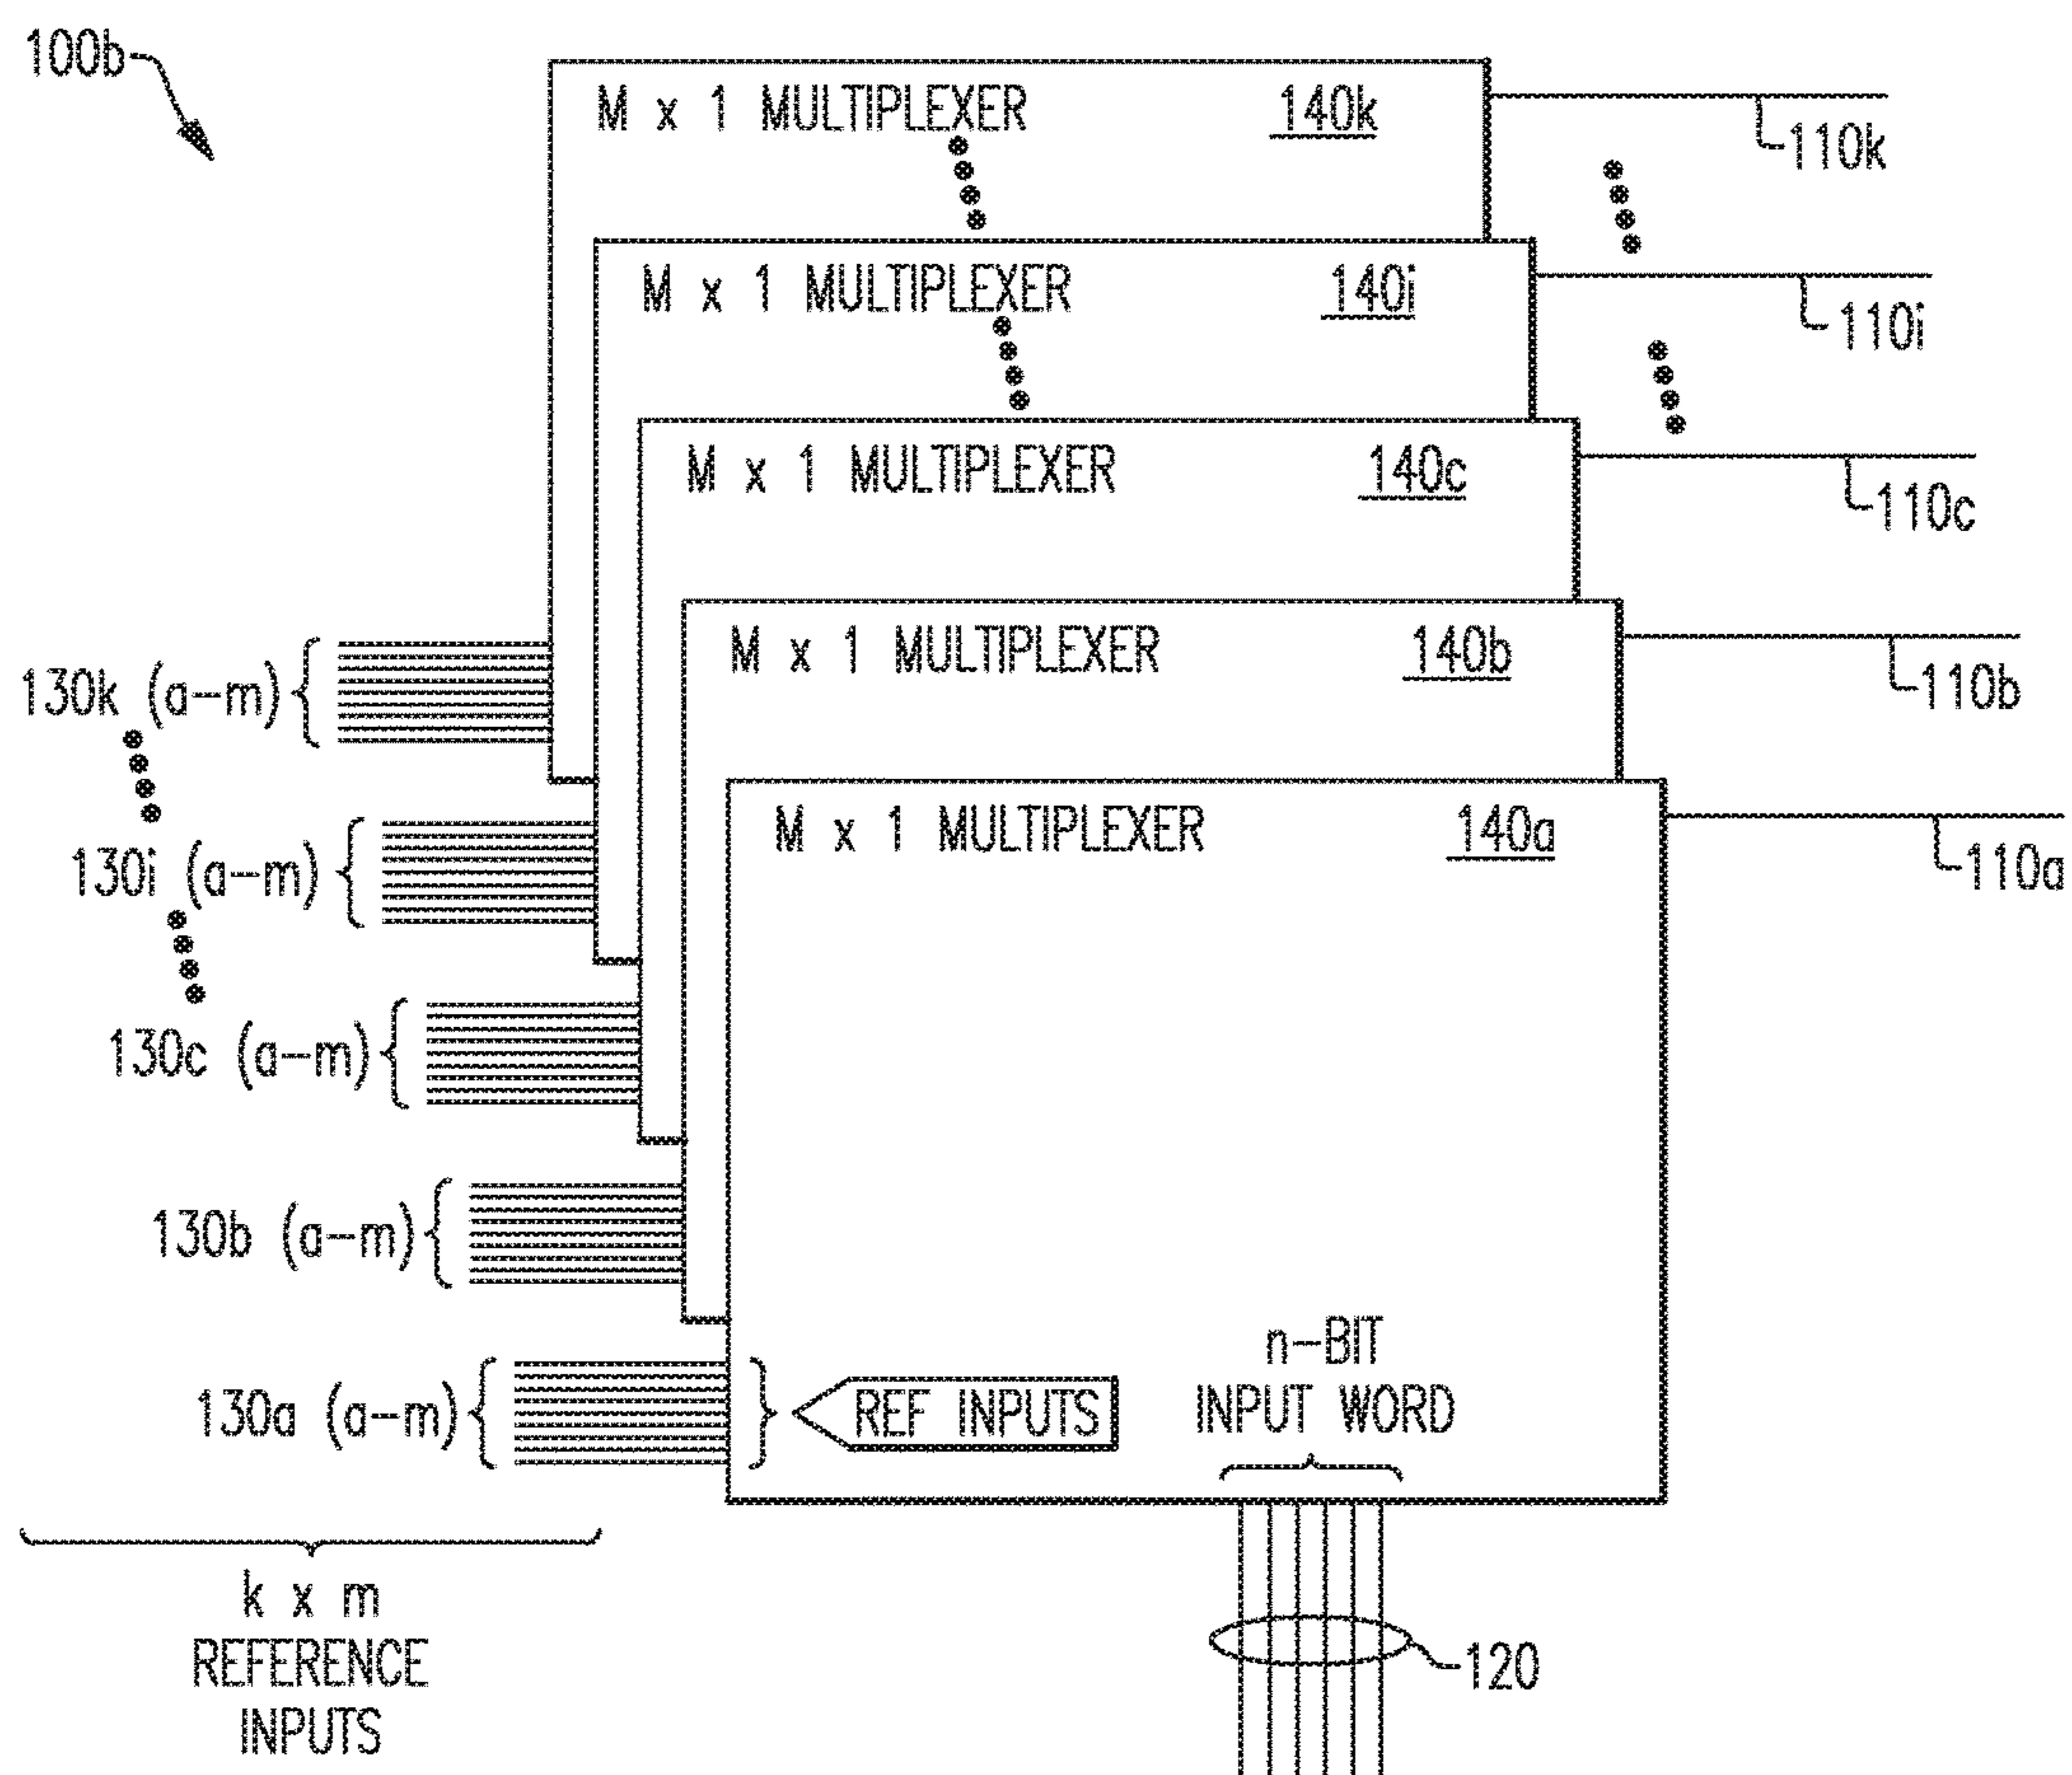 100b
M x 1 MULTIPLEXER 140k
110k
M x 1 MULTIPLEXER 140i
110i
M x 1 MULTIPLEXER 140c
110c
M x 1 MULTIPLEXER 140b
110b
130k (a-m)
M x 1 MULTIPLEXER 140a
110a
130i (a-m)
130c (a-m)
130b (a-m)
130a (a-m)
REF INPUTS
n-BIT
INPUT WORD
k x m
REFERENCE
INPUTS
120